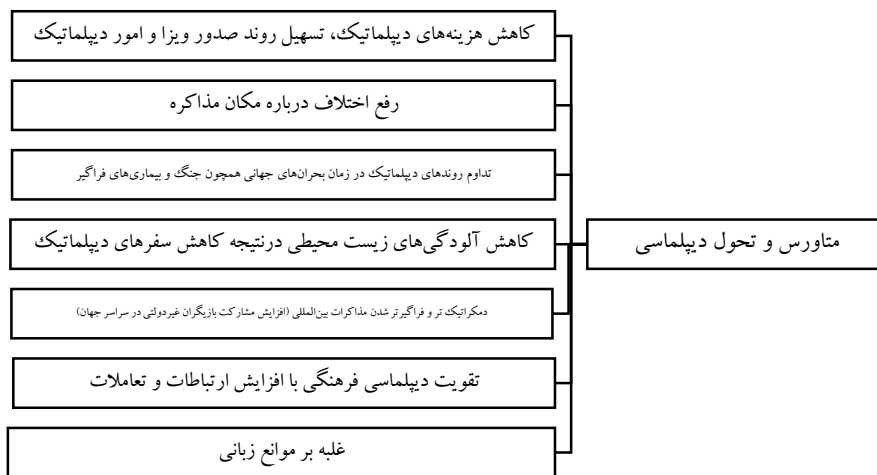 کاهش هزینه‌های دیپلماتیک، تسهیل روند صدور ویزا و امور دیپلماتیک
رفع اختلاف درباره مکان مذاکره
تداوم روندهای دیپلماتیک در زمان بحران‌های جهانی همچون جنگ و بیماری‌های فراگیر
متاورس و تحول دیپلماسی
کاهش آلودگی‌های زیست محیطی درنتیجه کاهش سفرهای دیپلماتیک
دمکراتیک تر و فراگیرتر شدن مذاکرات بین‌المللی (افزایش مشارکت بازیگران غیردولتی در سراسر جهان)
تقویت دیپلماسی فرهنگی با افزایش ارتباطات و تعاملات
غلبه بر موانع زبانی